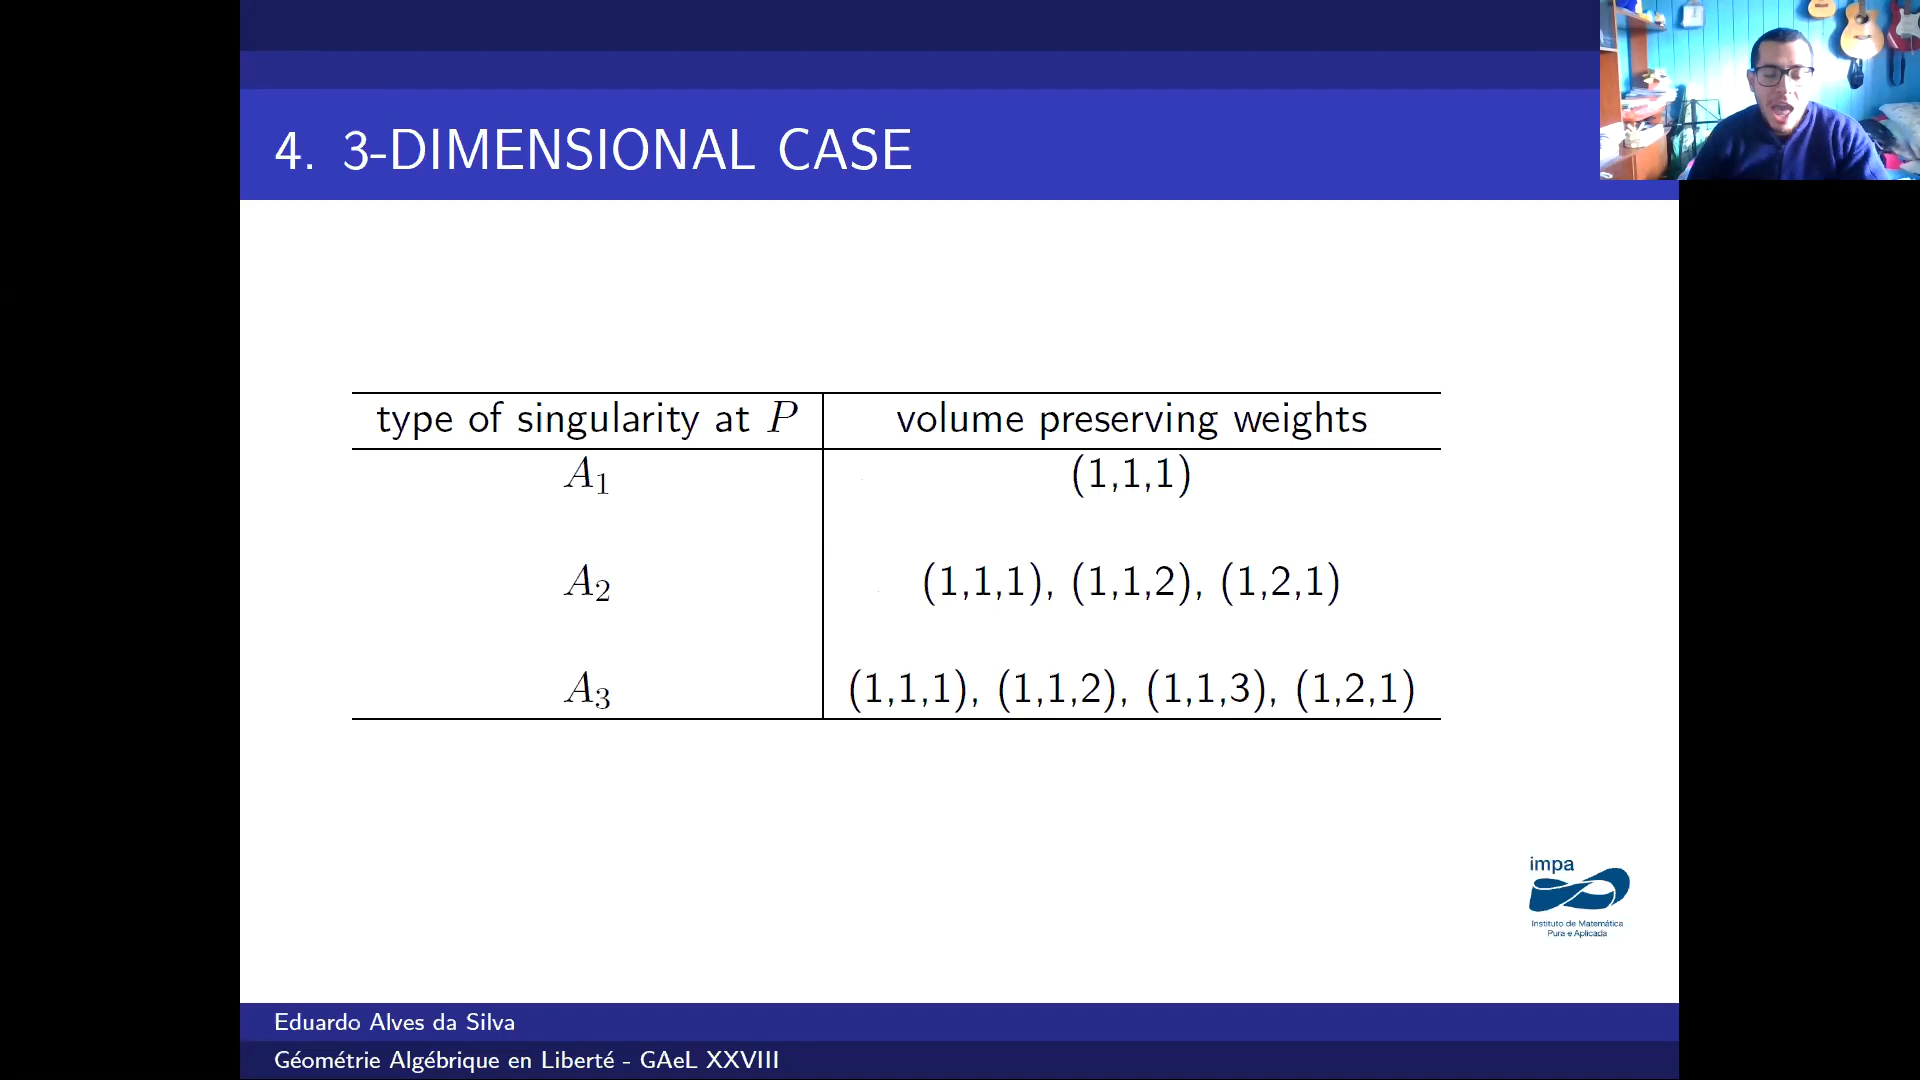 4. 3-DIMENSIONAL CASE
type of singularity at P volume preserving weights
A₁ (1,1,1)
A₂ (1,1,1), (1,1,2), (1,2,1)
A₃ (1,1,1), (1,1,2), (1,1,3), (1,2,1)
impa
Instituto de Matemática
Pura e Aplicada
Eduardo Alves da Silva
Géométrie Algébrique en Liberté - GAeL XXVIII